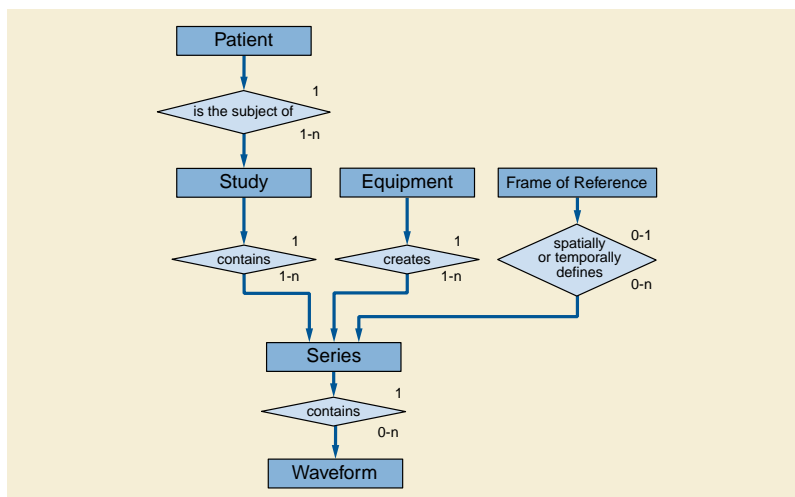 Patient
1
is the subject of
1-n
Study
Equipment
Frame of Reference
1
contains
1-n
1
creates
1-n
0-1
spatially
or temporally
defines
0-n
Series
1
contains
0-n
Waveform